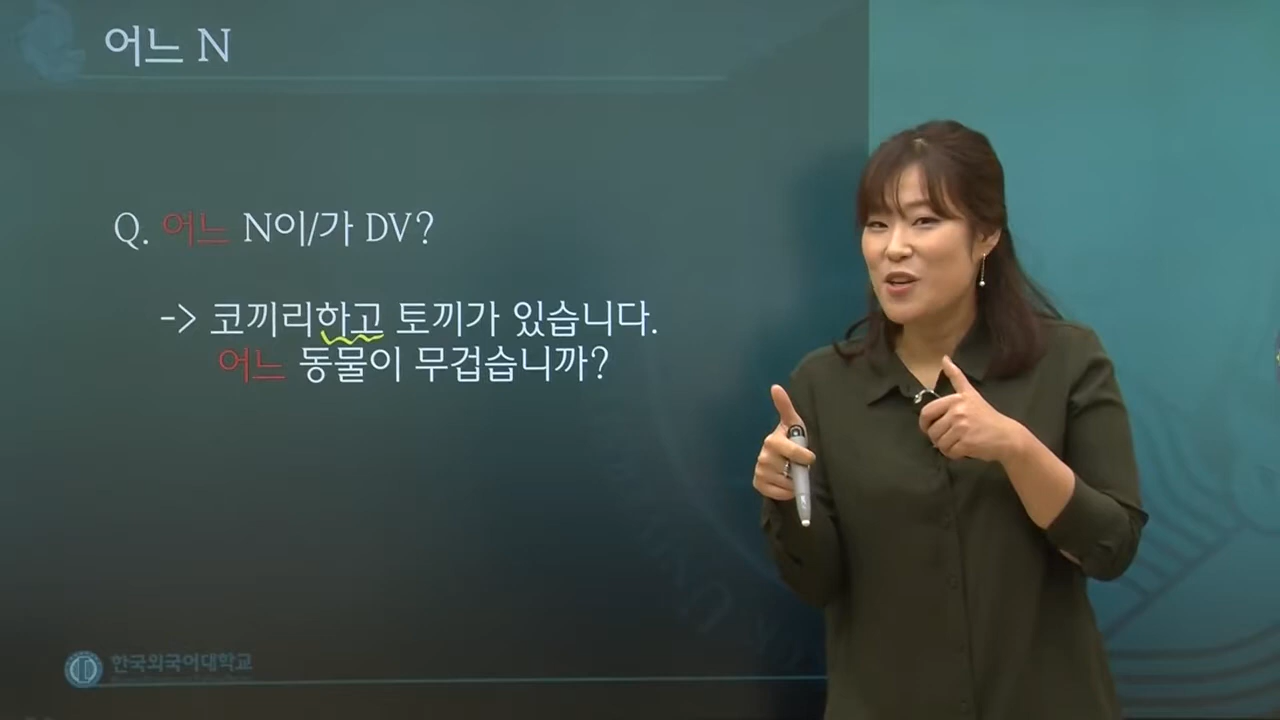 어느 N
Q. 어느 N이/가 DV?
-> 코끼리하고 토끼가 있습니다.
어느 동물이 무겁습니까?
한국외국어대학교